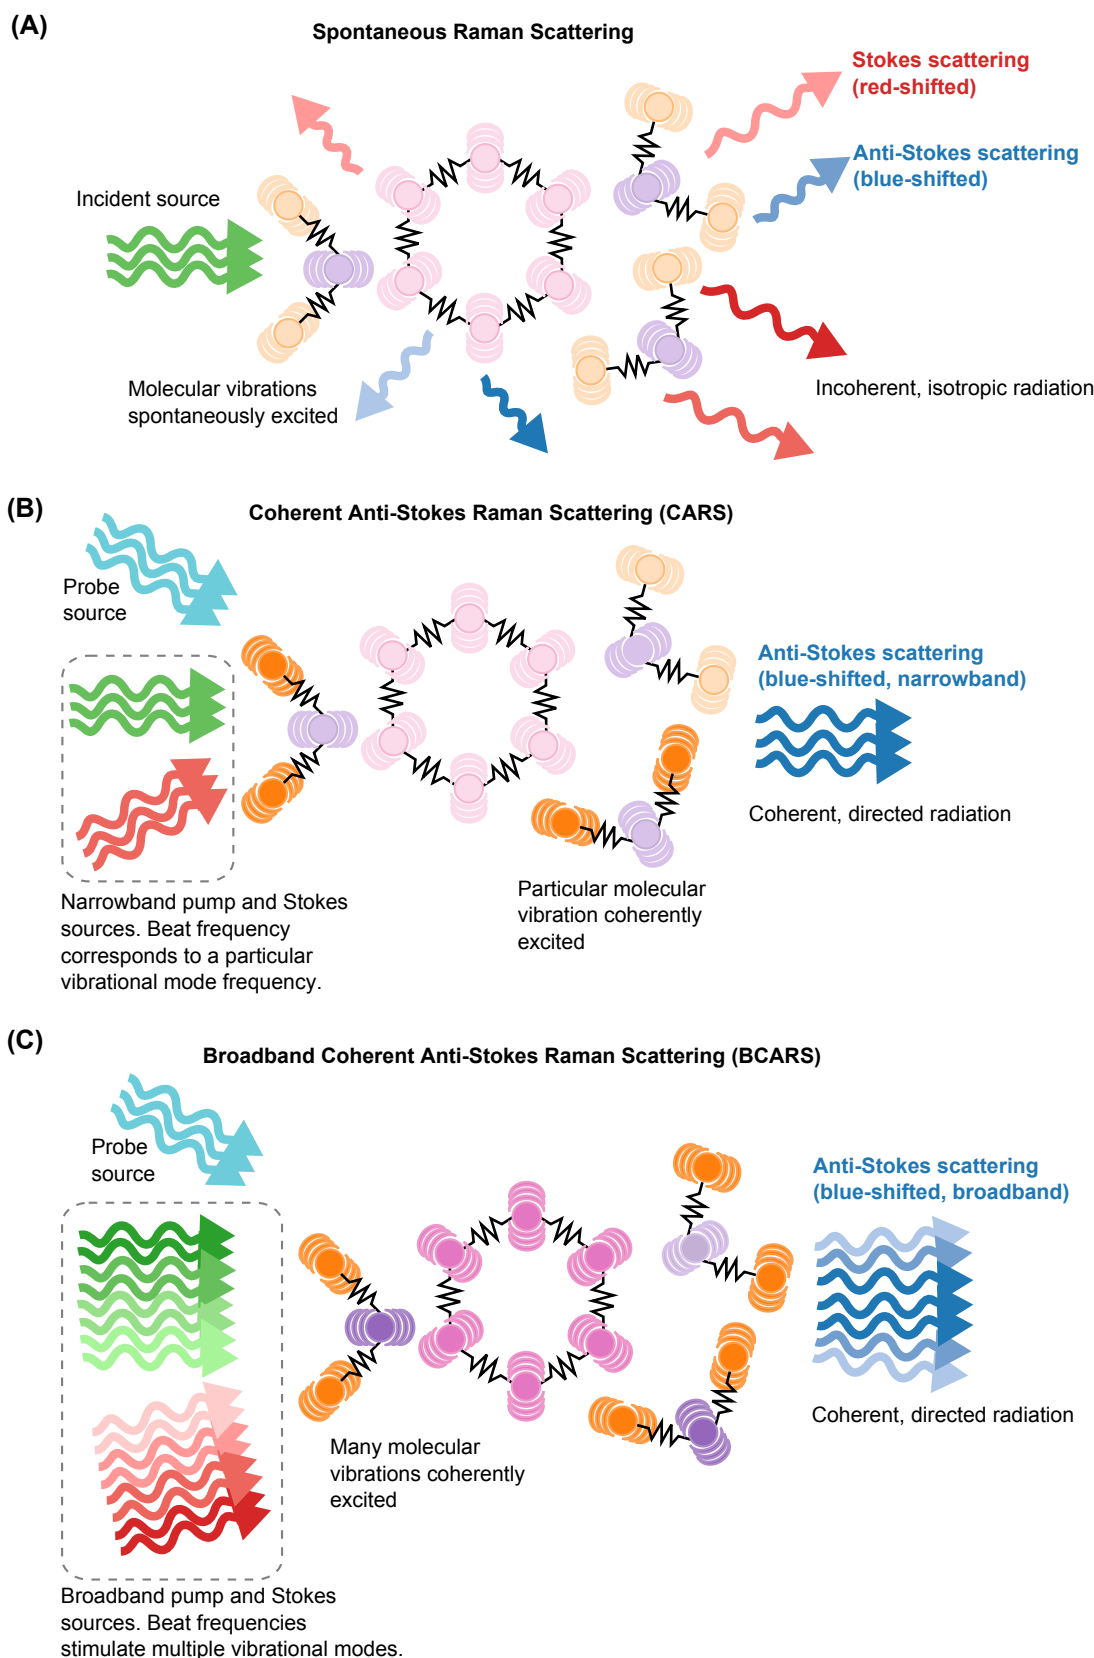 (A)
Spontaneous Raman Scattering
Stokes scattering
(red-shifted)
Anti-Stokes scattering
(blue-shifted)
Incident source
Molecular vibrations
spontaneously excited
Incoherent, isotropic radiation
(B)
Coherent Anti-Stokes Raman Scattering (CARS)
Probe
source
Anti-Stokes scattering
(blue-shifted, narrowband)
Coherent, directed radiation
Particular molecular
vibration coherently
excited
Narrowband pump and Stokes
sources. Beat frequency
corresponds to a particular
vibrational mode frequency.
(C)
Broadband Coherent Anti-Stokes Raman Scattering (BCARS)
Probe
source
Anti-Stokes scattering
(blue-shifted, broadband)
Coherent, directed radiation
Many molecular
vibrations coherently
excited
Broadband pump and Stokes
sources. Beat frequencies
stimulate multiple vibrational modes.